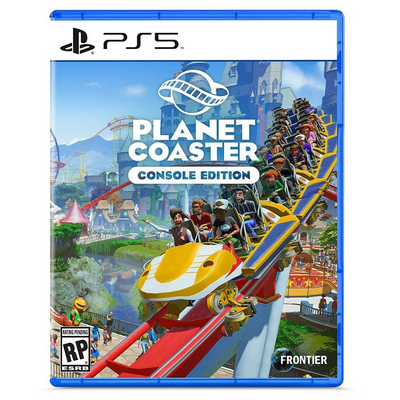 PS5
PLANET
COASTER
CONSOLE EDITION
RATING PENDING
RP
ESRB
FRONTIER